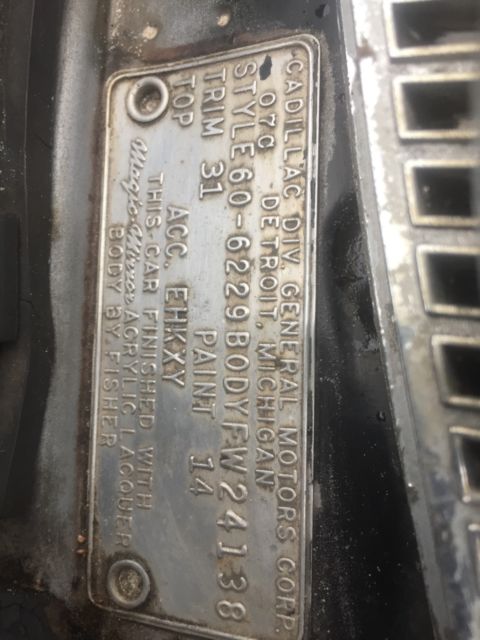 CADILLAC DIV. GENERAL MOTORS CORP.
07C DETROIT, MICHIGAN
STYLE 60-6229 BODY FW 24138
TRIM 31 PAINT 14
TOP ACC. EHKXY
THIS CAR FINISHED WITH
Magic-Mirror ACRYLIC LACQUER
BODY BY FISHER